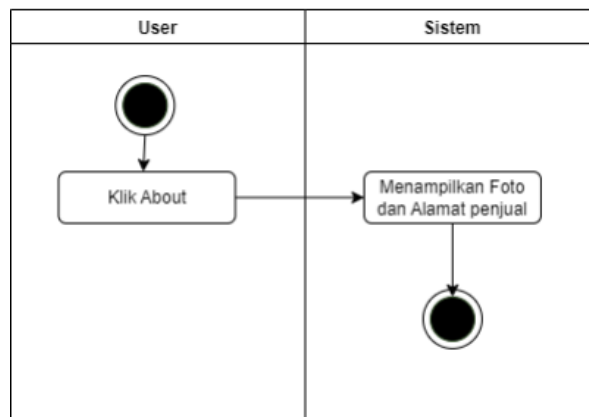 User
Sistem
Klik About
Menampilkan Foto
dan Alamat penjual